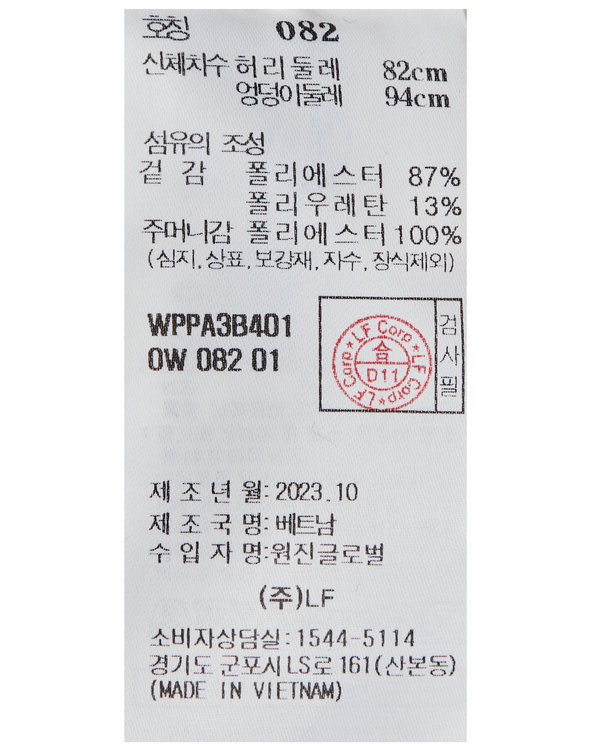 호칭 082
신체치수 허리둘레 82cm
엉덩이둘레 94cm
섬유의 조성
겉 감 폴리에스터 87%
폴리우레탄 13%
주머니감 폴리에스터 100%
(심지, 상표, 보강재, 자수, 장식제외)
WPPA3B401
0W 082 01
LF Corp ★ LF Corp ★ LF Corp ★
合
D11
검사필
제 조 년 월: 2023.10
제 조 국 명: 베트남
수 입 자 명: 원진글로벌
(주)LF
소비자상담실: 1544-5114
경기도 군포시 LS로 161(산본동)
(MADE IN VIETNAM)